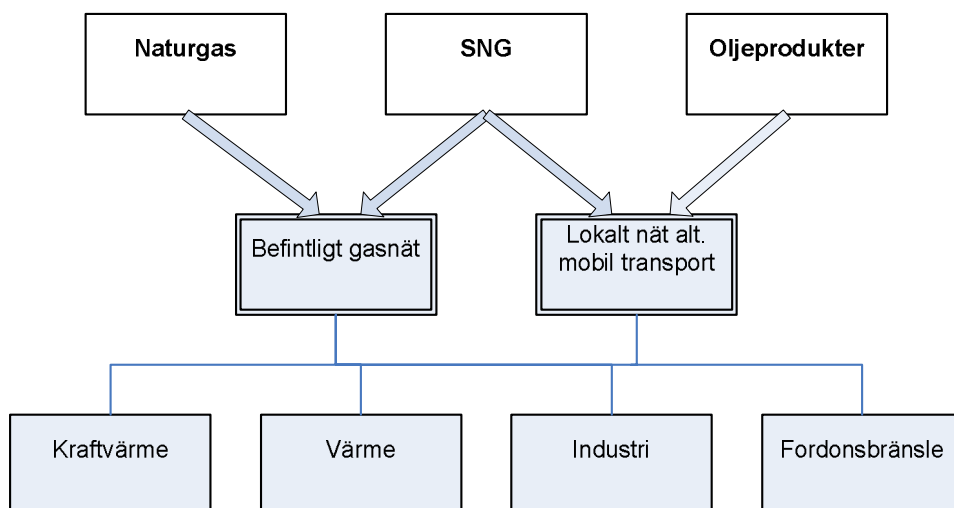 Naturgas
SNG
Oljeprodukter
Befintligt gasnät
Lokalt nät alt.
mobil transport
Kraftvärme
Värme
Industri
Fordonsbränsle